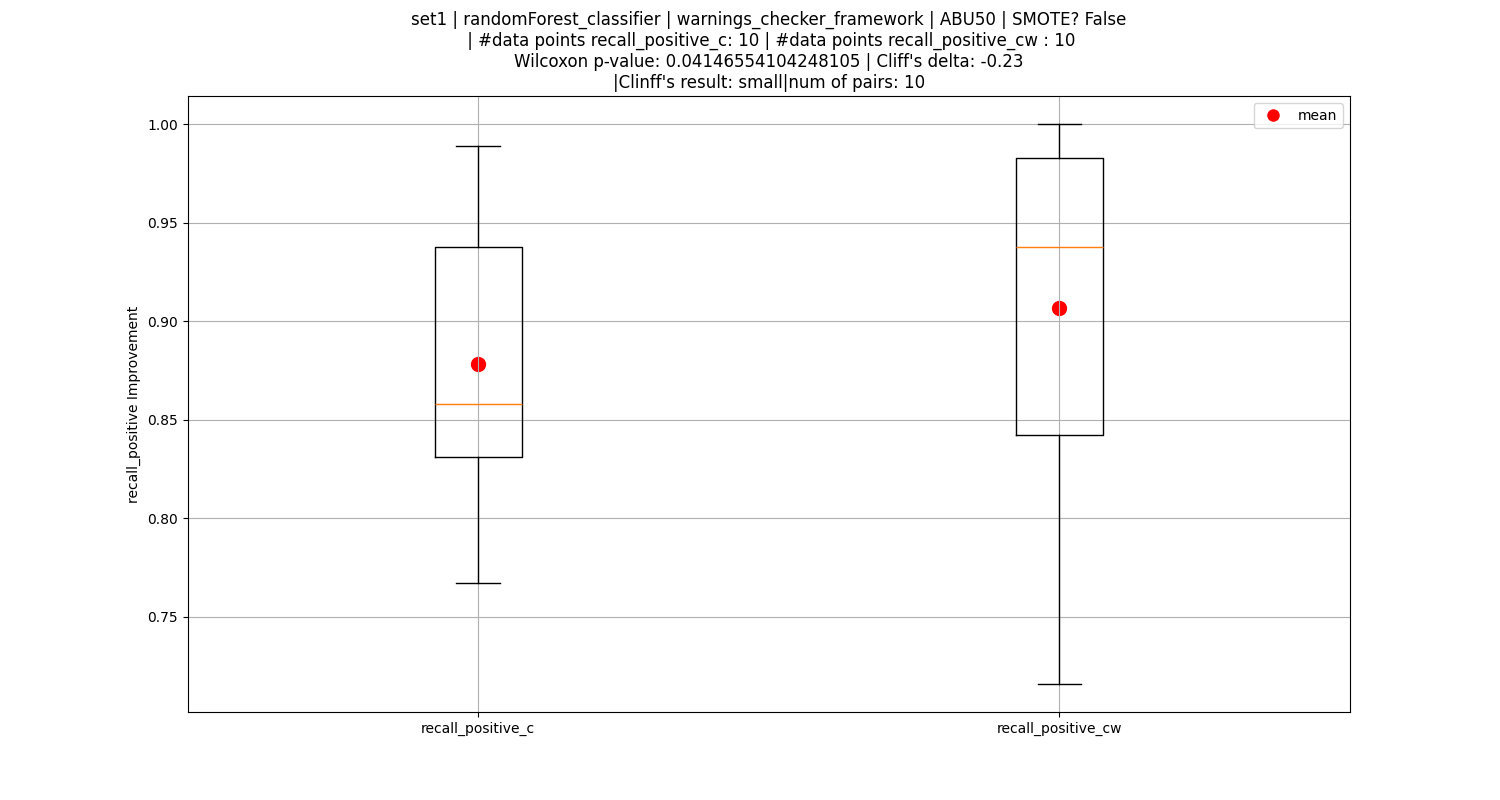 set1 | randomForest_classifier | warnings_checker_framework | ABU50 | SMOTE? False
| #data points recall_positive_c: 10 | #data points recall_positive_cw : 10
Wilcoxon p-value: 0.04146554104248105 | Cliff's delta: -0.23
|Clinff's result: small|num of pairs: 10
mean
1.00
0.95
0.90
0.85
0.80
0.75
recall_positive Improvement
recall_positive_c
recall_positive_cw